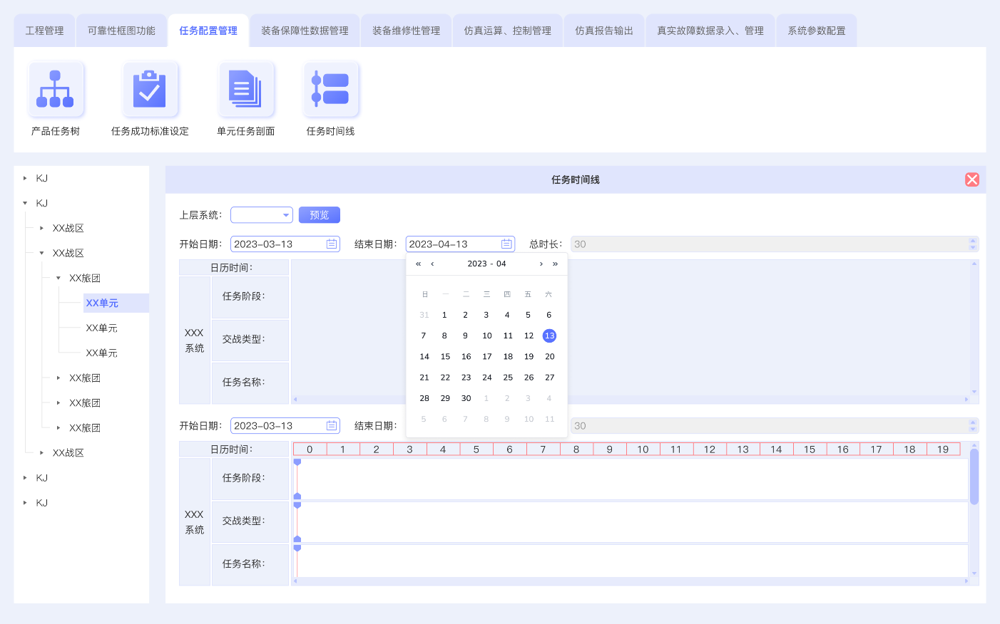 工程管理 可靠性框图功能 任务配置管理 装备保障性数据管理 装备维修性管理 仿真运算、控制管理 仿真报告输出 真实故障数据录入、管理 系统参数配置
产品任务树 任务成功标准设定 单元任务剖面 任务时间线
KJ
KJ
XX战区
XX战区
XX旅团
XX单元
XX单元
XX单元
XX旅团
XX旅团
XX旅团
XX战区
KJ
KJ
任务时间线
上层系统: 预览
开始日期: 2023-03-13 结束日期: 2023-04-13 总时长: 30
« ‹ 2023 - 04 › »
日 一 二 三 四 五 六
31 1 2 3 4 5 6
7 8 9 10 11 12 13
14 15 16 17 18 19 20
21 22 23 24 25 26 27
28 29 30 1 2 3 4
5 6 7 8 9 10 11
日历时间:
XXX
系统
任务阶段:
交战类型:
任务名称:
开始日期: 2023-03-13 结束日期: 30
日历时间: 0 1 2 3 4 5 6 7 8 9 10 11 12 13 14 15 16 17 18 19
XXX
系统
任务阶段:
交战类型:
任务名称: